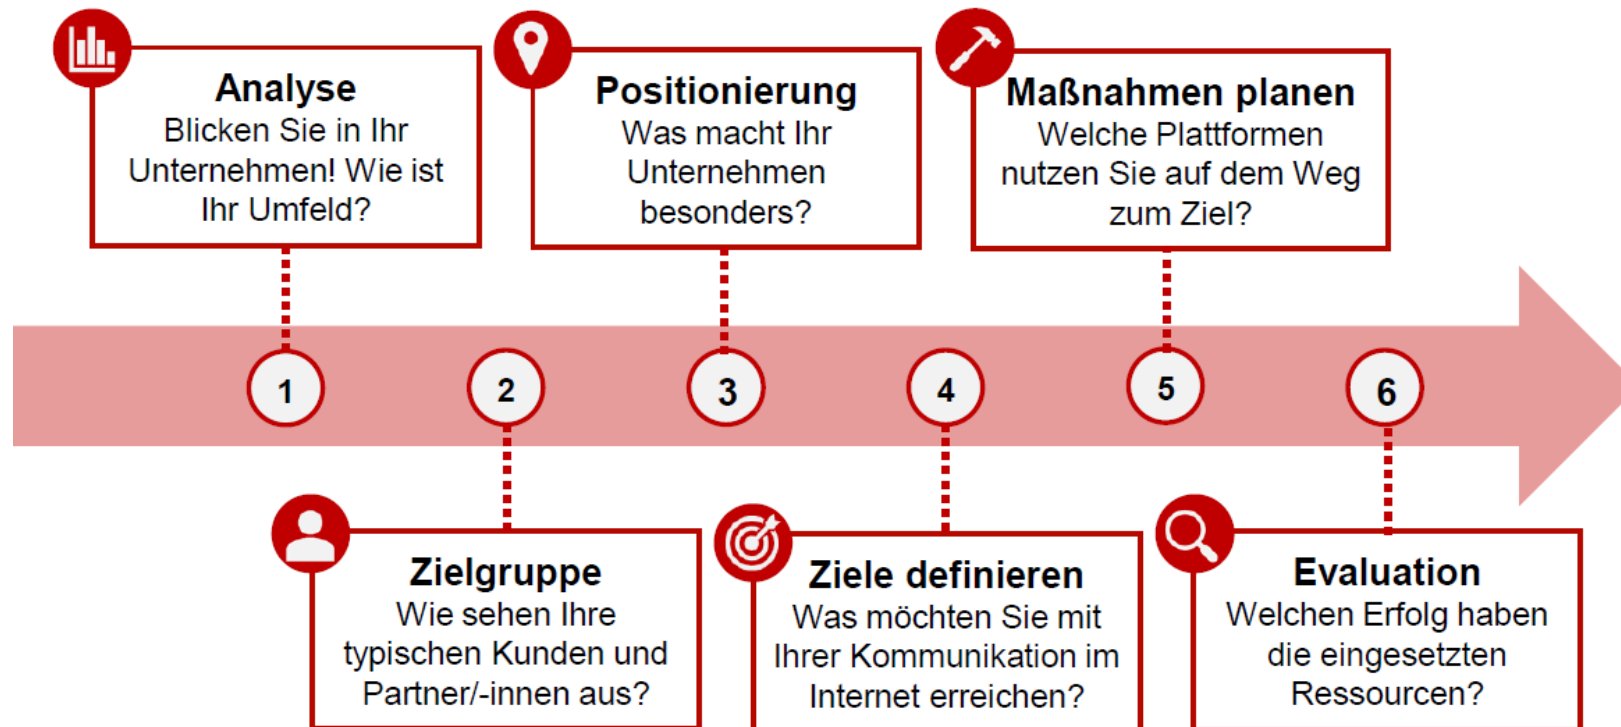 Analyse
Blicken Sie in Ihr
Unternehmen! Wie ist
Ihr Umfeld?
Positionierung
Was macht Ihr
Unternehmen
besonders?
Maßnahmen planen
Welche Plattformen
nutzen Sie auf dem Weg
zum Ziel?
1
2
3
4
5
6
Zielgruppe
Wie sehen Ihre
typischen Kunden und
Partner/-innen aus?
Ziele definieren
Was möchten Sie mit
Ihrer Kommunikation im
Internet erreichen?
Evaluation
Welchen Erfolg haben
die eingesetzten
Ressourcen?